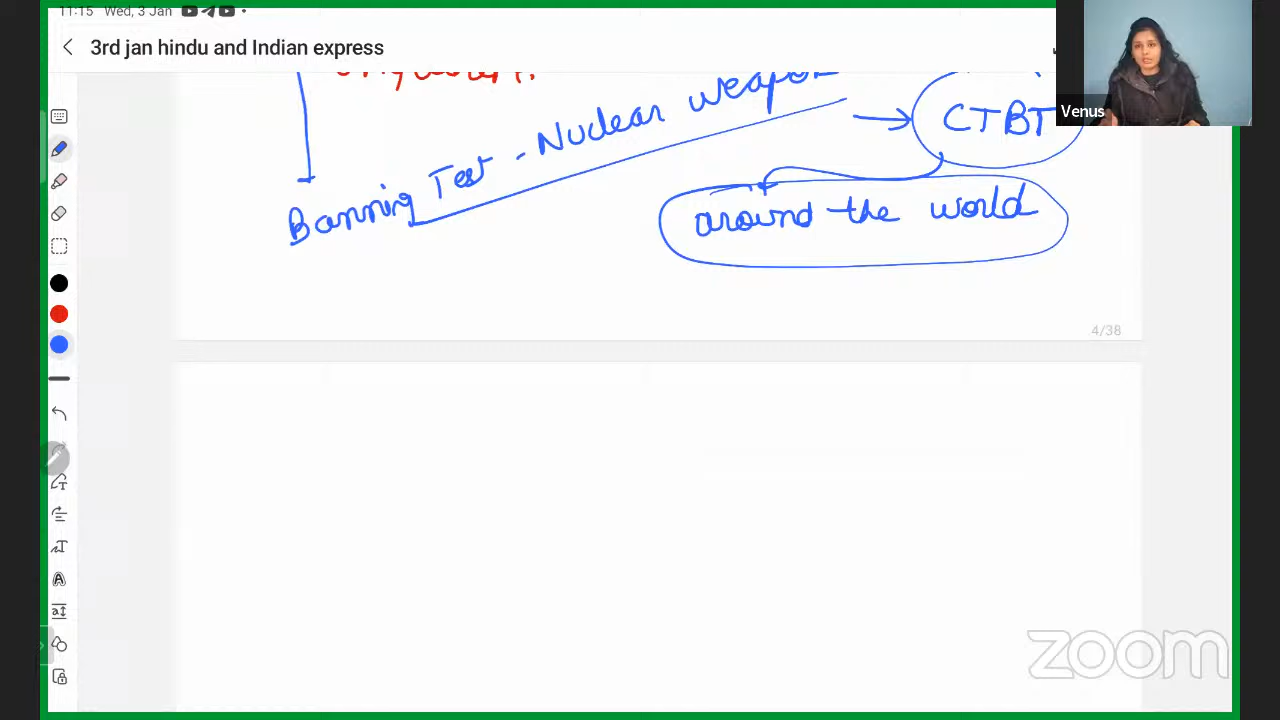 11:15 Wed, 3 Jan
3rd jan hindu and Indian express
Venus
CTBT
Banning Test - Nuclear weapon
around the world
4/38
zoom